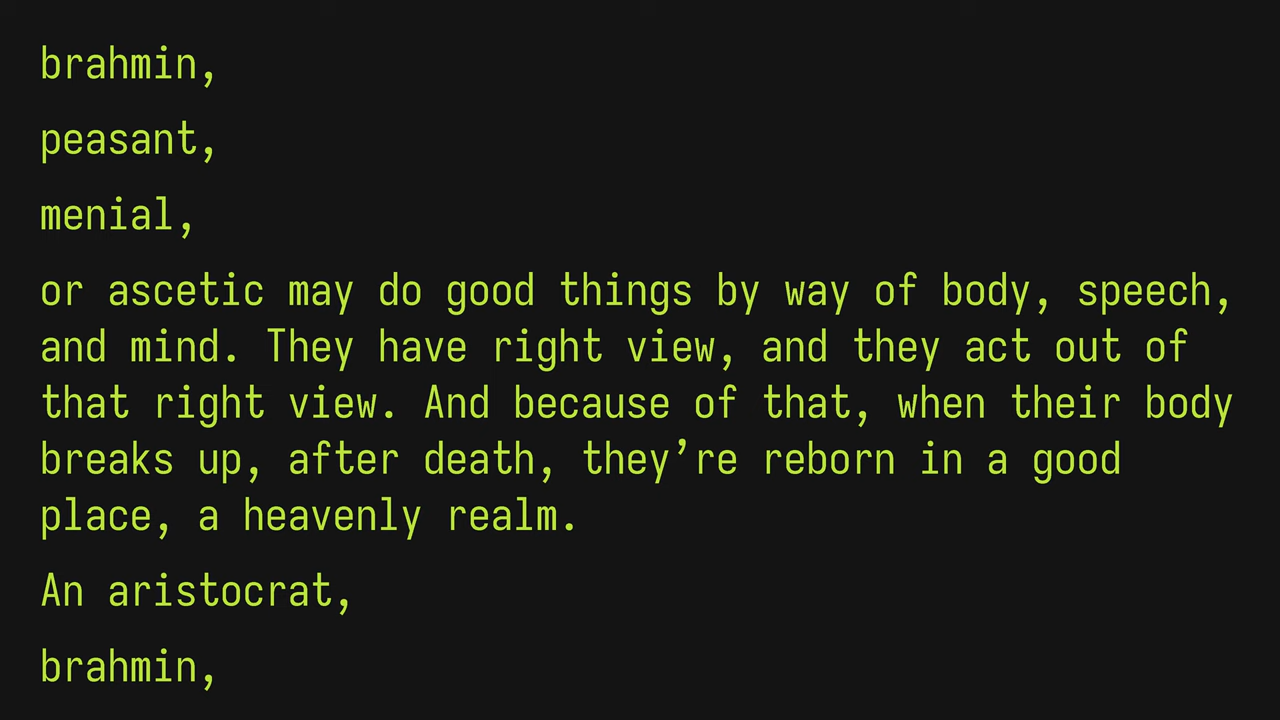 brahmin,
peasant,
menial,
or ascetic may do good things by way of body, speech,
and mind. They have right view, and they act out of
that right view. And because of that, when their body
breaks up, after death, they’re reborn in a good
place, a heavenly realm.
An aristocrat,
brahmin,